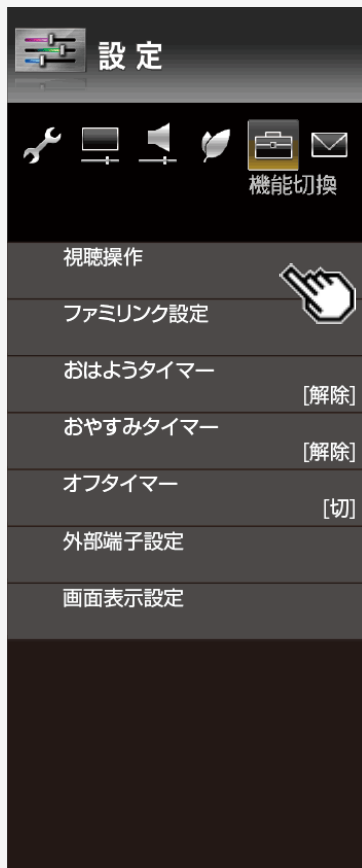 設定
機能切換
視聴操作
ファミリンク設定
おはようタイマー
[解除]
おやすみタイマー
[解除]
オフタイマー
[切]
外部端子設定
画面表示設定